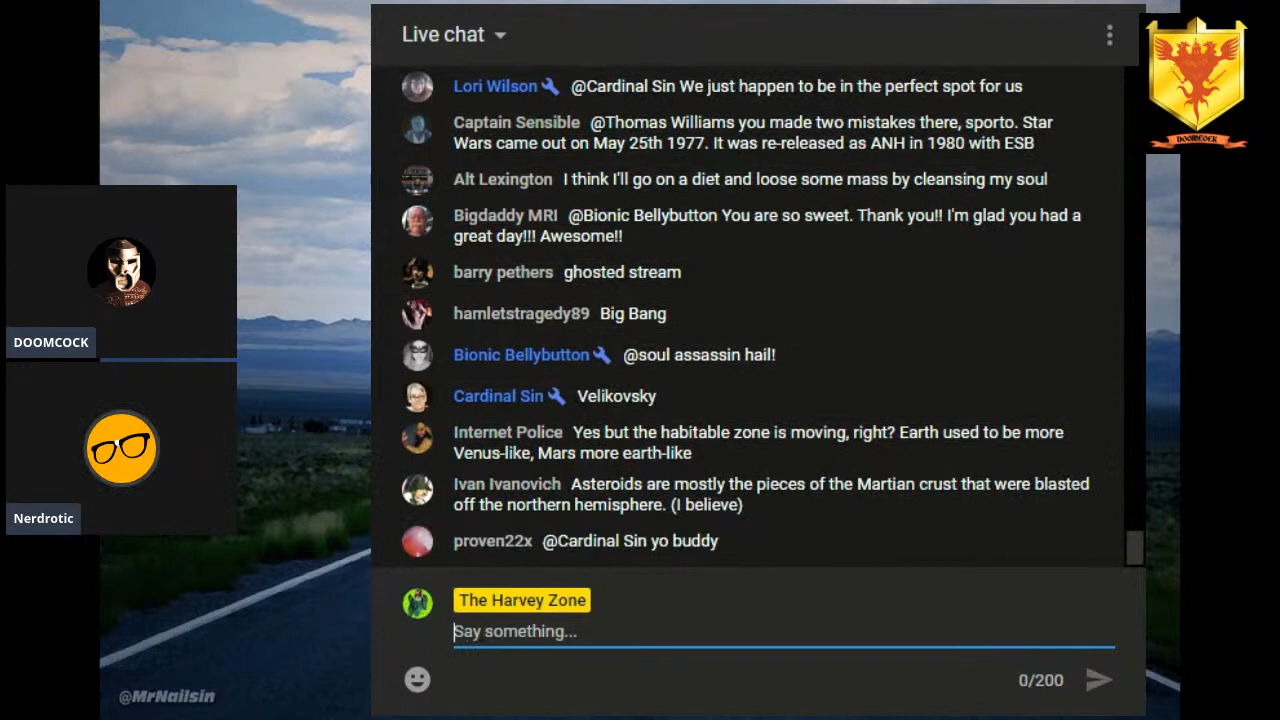 Live chat
Lori Wilson @Cardinal Sin We just happen to be in the perfect spot for us
Captain Sensible @Thomas Williams you made two mistakes there, sporto. Star
Wars came out on May 25th 1977. It was re-released as ANH in 1980 with ESB
Alt Lexington I think I'll go on a diet and loose some mass by cleansing my soul
Bigdaddy MRI @Bionic Bellybutton You are so sweet. Thank you!! I'm glad you had a
great day!!! Awesome!!
barry pethers ghosted stream
hamletstragedy89 Big Bang
Bionic Bellybutton @soul assassin hail!
Cardinal Sin Velikovsky
Internet Police Yes but the habitable zone is moving, right? Earth used to be more
Venus-like, Mars more earth-like
Ivan Ivanovich Asteroids are mostly the pieces of the Martian crust that were blasted
off the northern hemisphere. (I believe)
proven22x @Cardinal Sin yo buddy
The Harvey Zone
Say something...
0/200
DOOMCOCK
Nerdrotic
@MrNailsin
DOOMCOCK